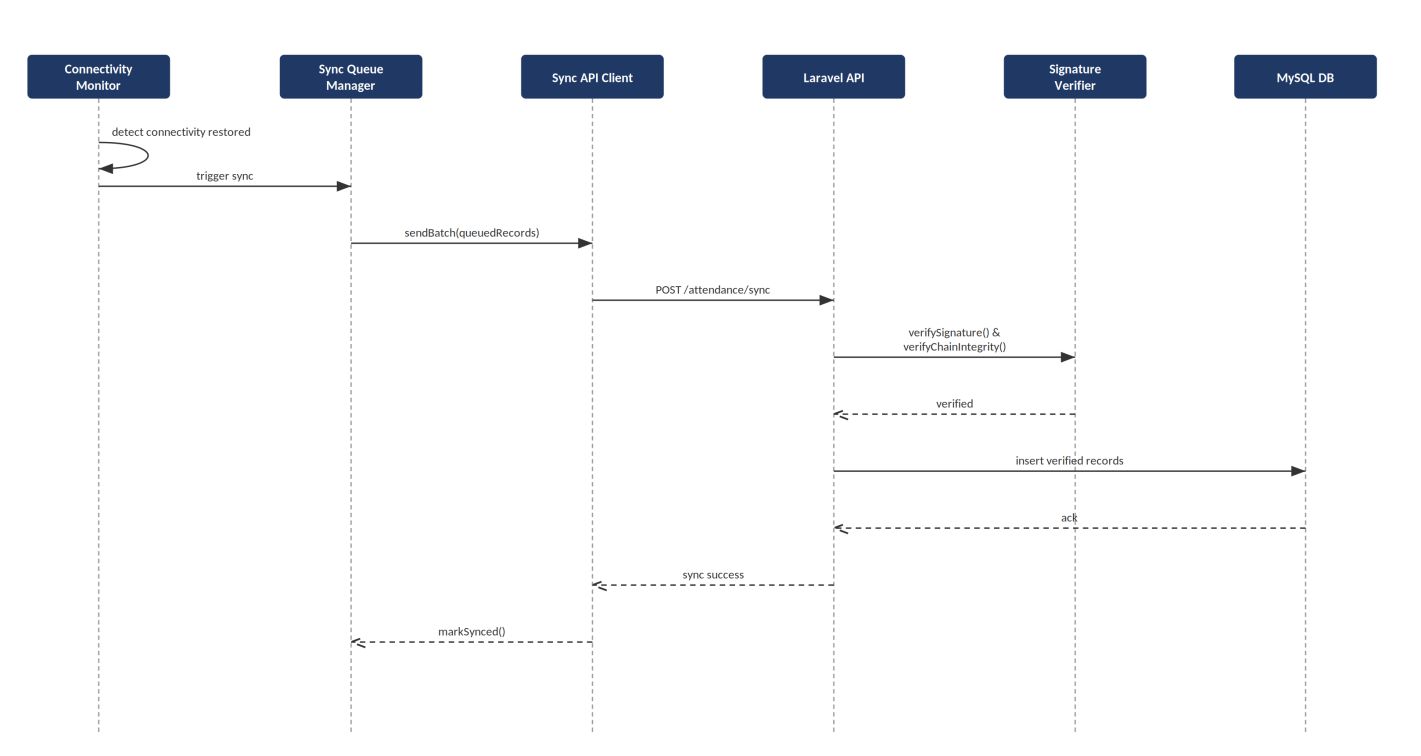 Connectivity
Monitor
Sync Queue
Manager
Sync API Client
Laravel API
Signature
Verifier
MySQL DB
detect connectivity restored
trigger sync
sendBatch(queuedRecords)
POST /attendance/sync
verifySignature() &
verifyChainIntegrity()
verified
insert verified records
ack
sync success
markSynced()